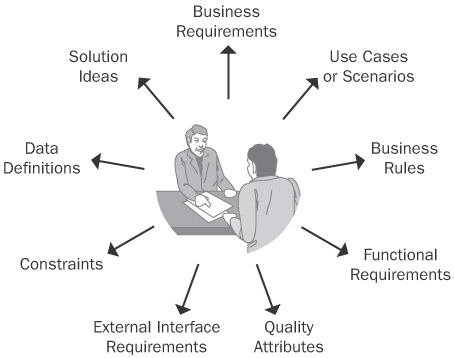 Business
Requirements
Use Cases
or Scenarios
Business
Rules
Functional
Requirements
Quality
Attributes
External Interface
Requirements
Constraints
Data
Definitions
Solution
Ideas